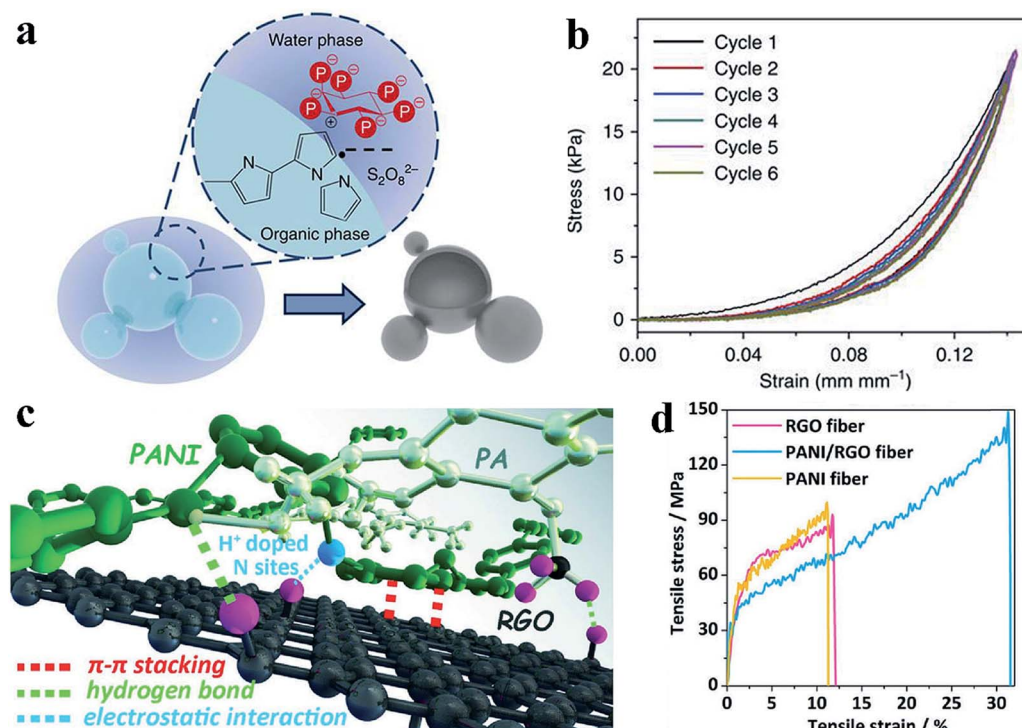 a
Water phase
P P P P P P
⊖ ⊖ ⊖ ⊖ ⊖ ⊖
⊕
N
N
N
S₂O₈²⁻
Organic phase
b
Cycle 1
Cycle 2
Cycle 3
Cycle 4
Cycle 5
Cycle 6
Stress (kPa)
20
15
10
5
0
0.00 0.04 0.08 0.12
Strain (mm mm⁻¹)
c
PANI
PA
H⁺ doped
N sites
RGO
π-π stacking
hydrogen bond
electrostatic interaction
d
RGO fiber
PANI/RGO fiber
PANI fiber
Tensile stress / MPa
150
120
90
60
30
0
0 5 10 15 20 25 30
Tensile strain / %